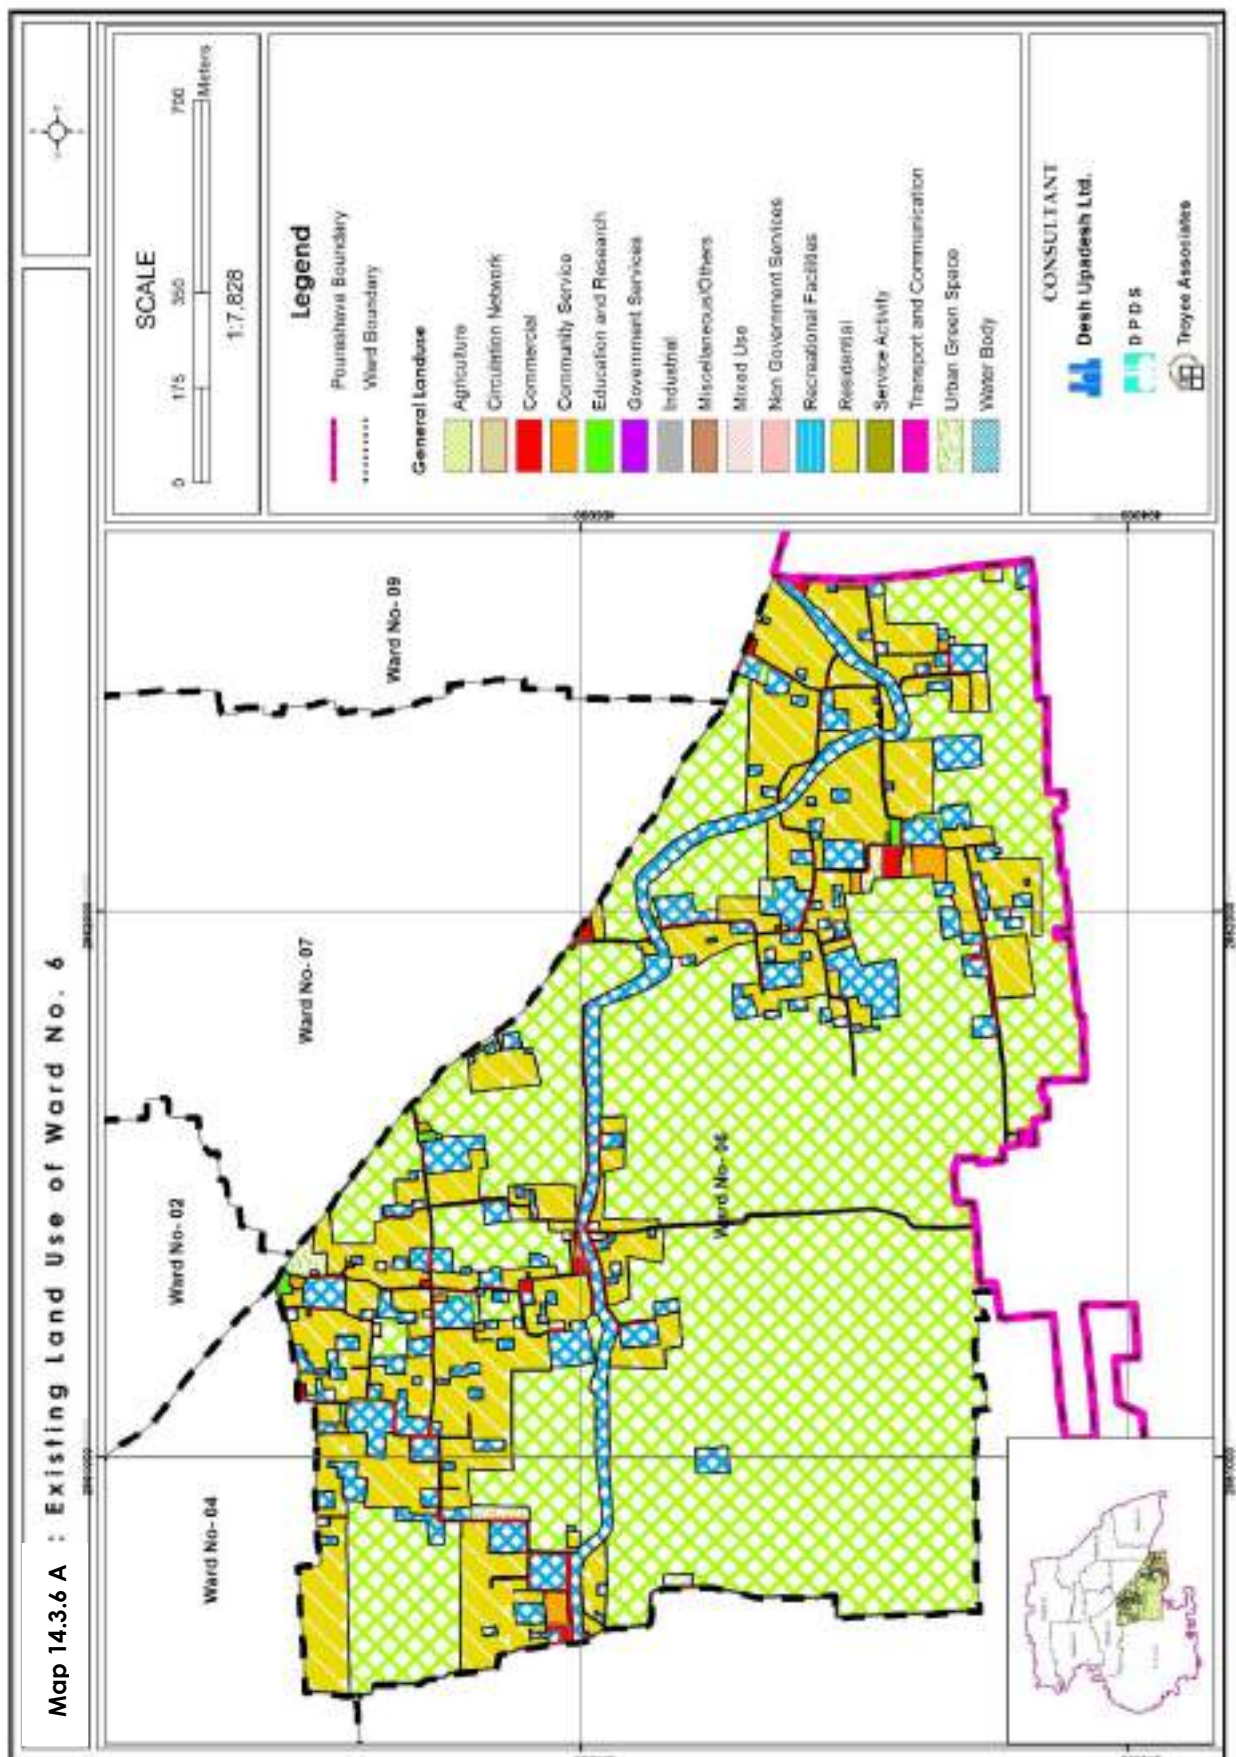 Map 14.3.6 A : Existing Land Use of Ward No. 6
SCALE
0 175 350 700
Meters
1:7,828
Legend
Pourashava Boundary
Ward Boundary
General Landuse
Agriculture
Circulation Network
Commercial
Community Service
Education and Research
Government Services
Industrial
Miscellaneous/Others
Mixed Use
Non Government Services
Recreational Facilities
Residential
Service Activity
Transport and Communication
Urban Green Space
Water Body
CONSULTANT
Desh Upadesh Ltd.
D P D S
Troyee Associates
Ward No- 04
Ward No- 02
Ward No- 07
Ward No- 09
Ward No- 06